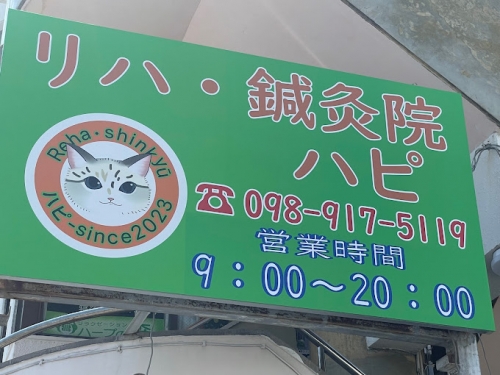 リハ・鍼灸院
ハピ
Reha・shinkyū
ハピ-since2023
☎098-917-5119
営業時間
9：00～20：00